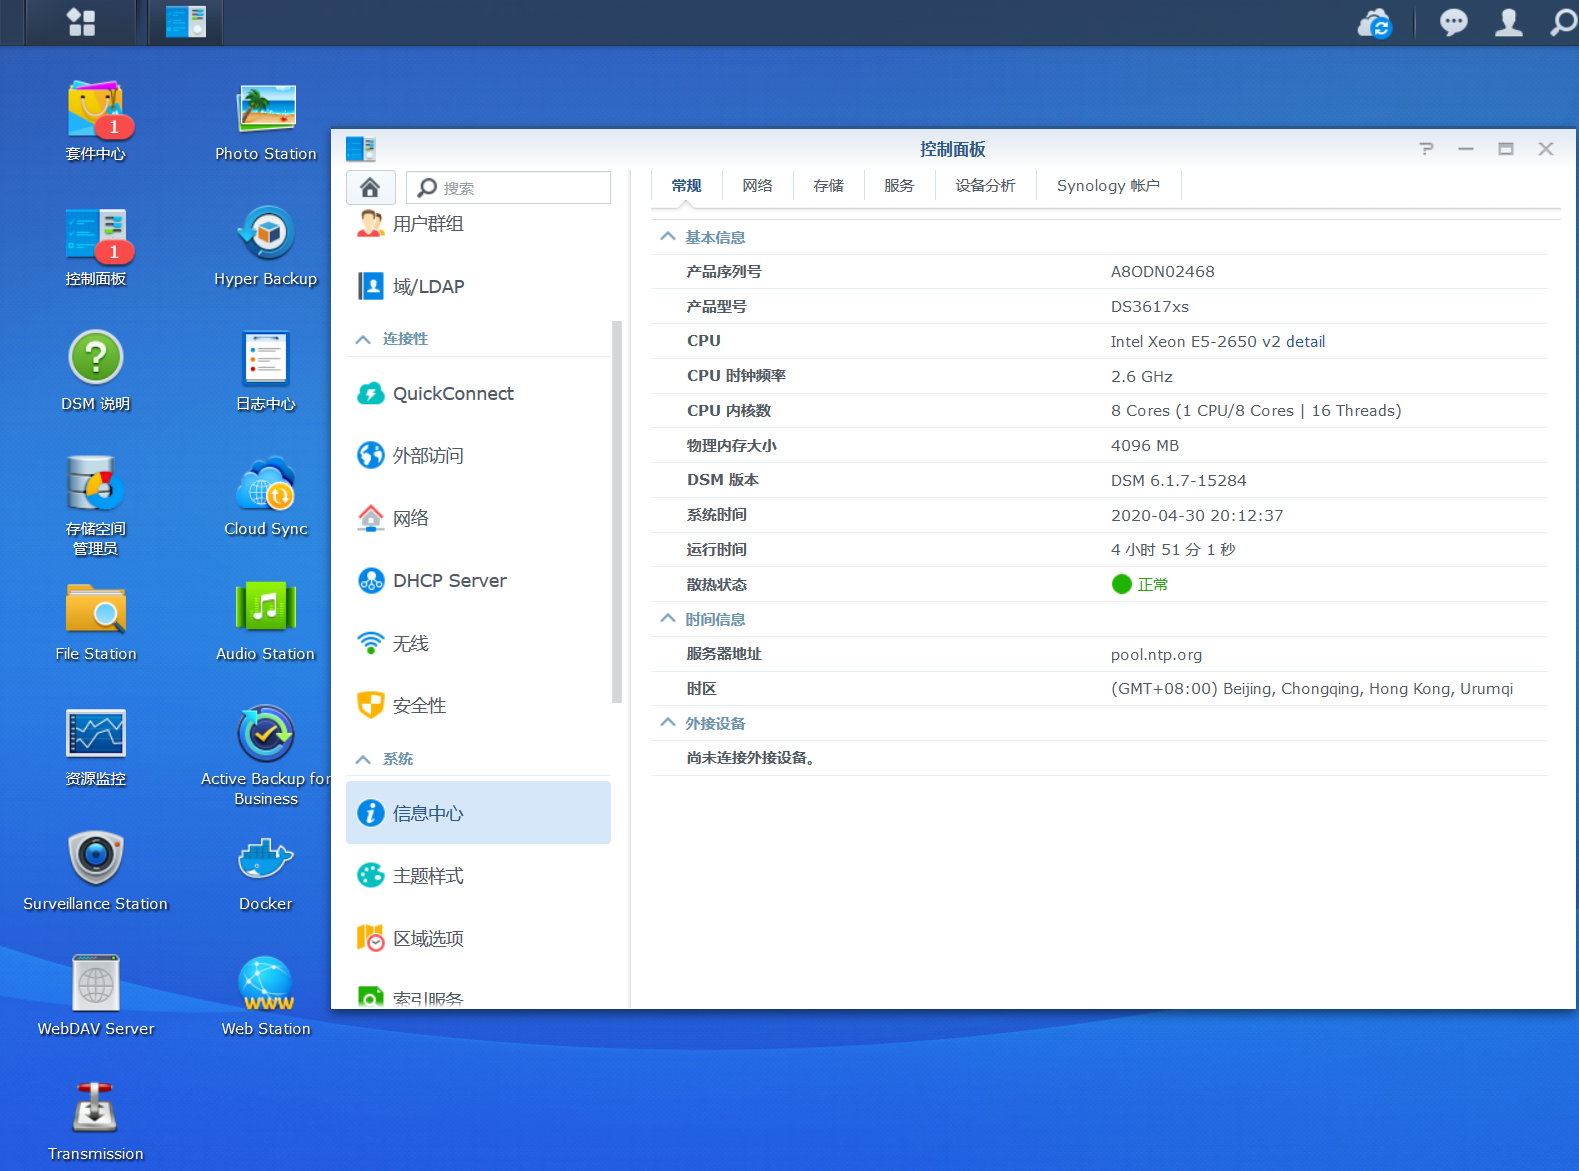 1
套件中心
Photo Station
1
控制面板
Hyper Backup
DSM 说明
日志中心
存储空间
管理员
Cloud Sync
File Station
Audio Station
资源监控
Active Backup for
Business
Surveillance Station
Docker
WebDAV Server
WWW
Web Station
Transmission
控制面板
搜索
用户群组
域/LDAP
连接性
QuickConnect
外部访问
网络
DHCP Server
无线
安全性
系统
信息中心
主题样式
区域选项
索引服务
常规 网络 存储 服务 设备分析 Synology 帐户
基本信息
产品序列号 A8ODN02468
产品型号 DS3617xs
CPU Intel Xeon E5-2650 v2 detail
CPU 时钟频率 2.6 GHz
CPU 内核数 8 Cores (1 CPU/8 Cores | 16 Threads)
物理内存大小 4096 MB
DSM 版本 DSM 6.1.7-15284
系统时间 2020-04-30 20:12:37
运行时间 4 小时 51 分 1 秒
散热状态 正常
时间信息
服务器地址 pool.ntp.org
时区 (GMT+08:00) Beijing, Chongqing, Hong Kong, Urumqi
外接设备
尚未连接外接设备。